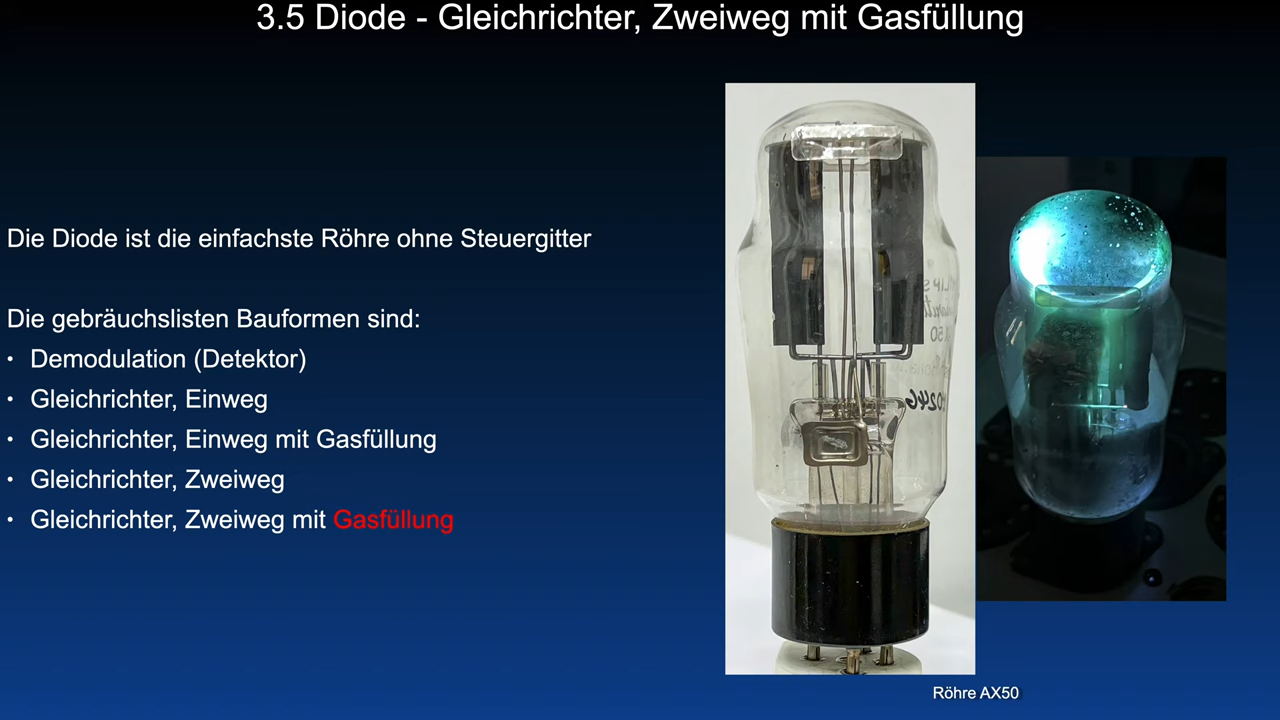 3.5 Diode - Gleichrichter, Zweiweg mit Gasfüllung
Die Diode ist die einfachste Röhre ohne Steuergitter
Die gebräuchslisten Bauformen sind:
• Demodulation (Detektor)
• Gleichrichter, Einweg
• Gleichrichter, Einweg mit Gasfüllung
• Gleichrichter, Zweiweg
• Gleichrichter, Zweiweg mit Gasfüllung
Röhre AX50